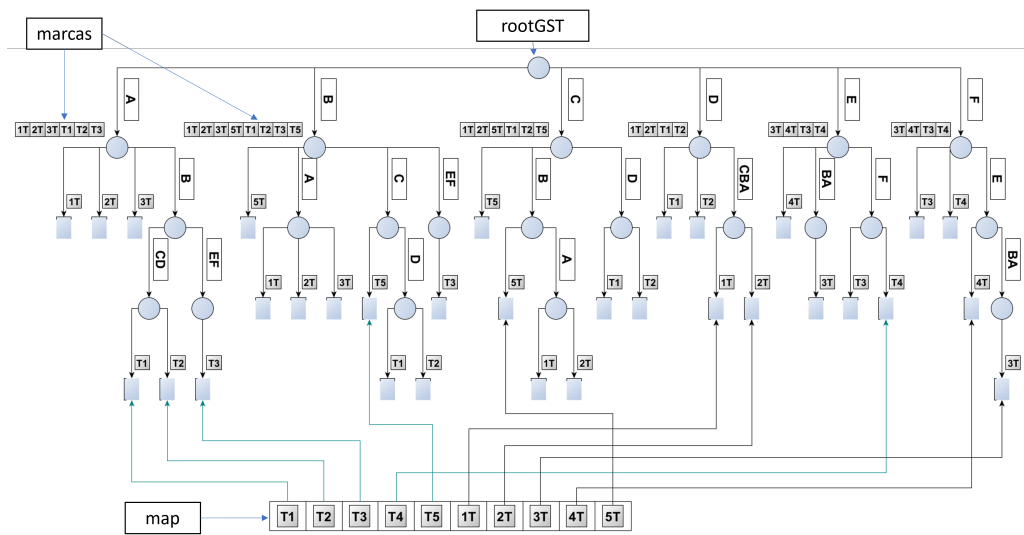 rootGST
marcas
A
B
C
D
E
F
1T 2T 3T T1 T2 T3
1T 2T 3T 5T T1 T2 T3 T5
1T 2T 5T T1 T2 T5
1T 2T T1 T2
3T 4T T3 T4
3T 4T T3 T4
B
A
C
EF
B
D
CBA
BA
F
E
1T
2T
3T
5T
T5
T1
T2
4T
T3
T4
CD
EF
D
A
BA
1T
2T
3T
T5
T3
5T
T1
T2
1T
2T
3T
T3
T4
4T
T1
T2
T3
T1
T2
1T
2T
3T
map
T1 T2 T3 T4 T5 1T 2T 3T 4T 5T